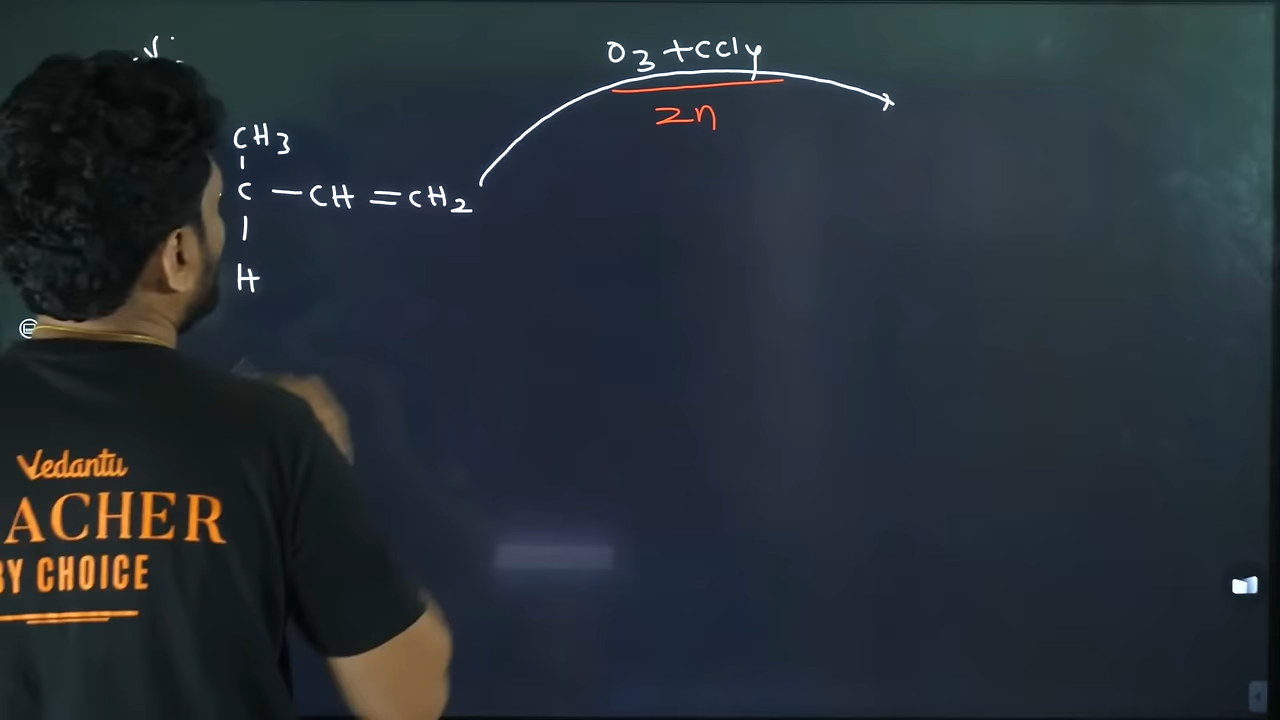 O3 + CCl4
Zn
CH3
C - CH = CH2
H
Vedantu
ACHER
BY CHOICE